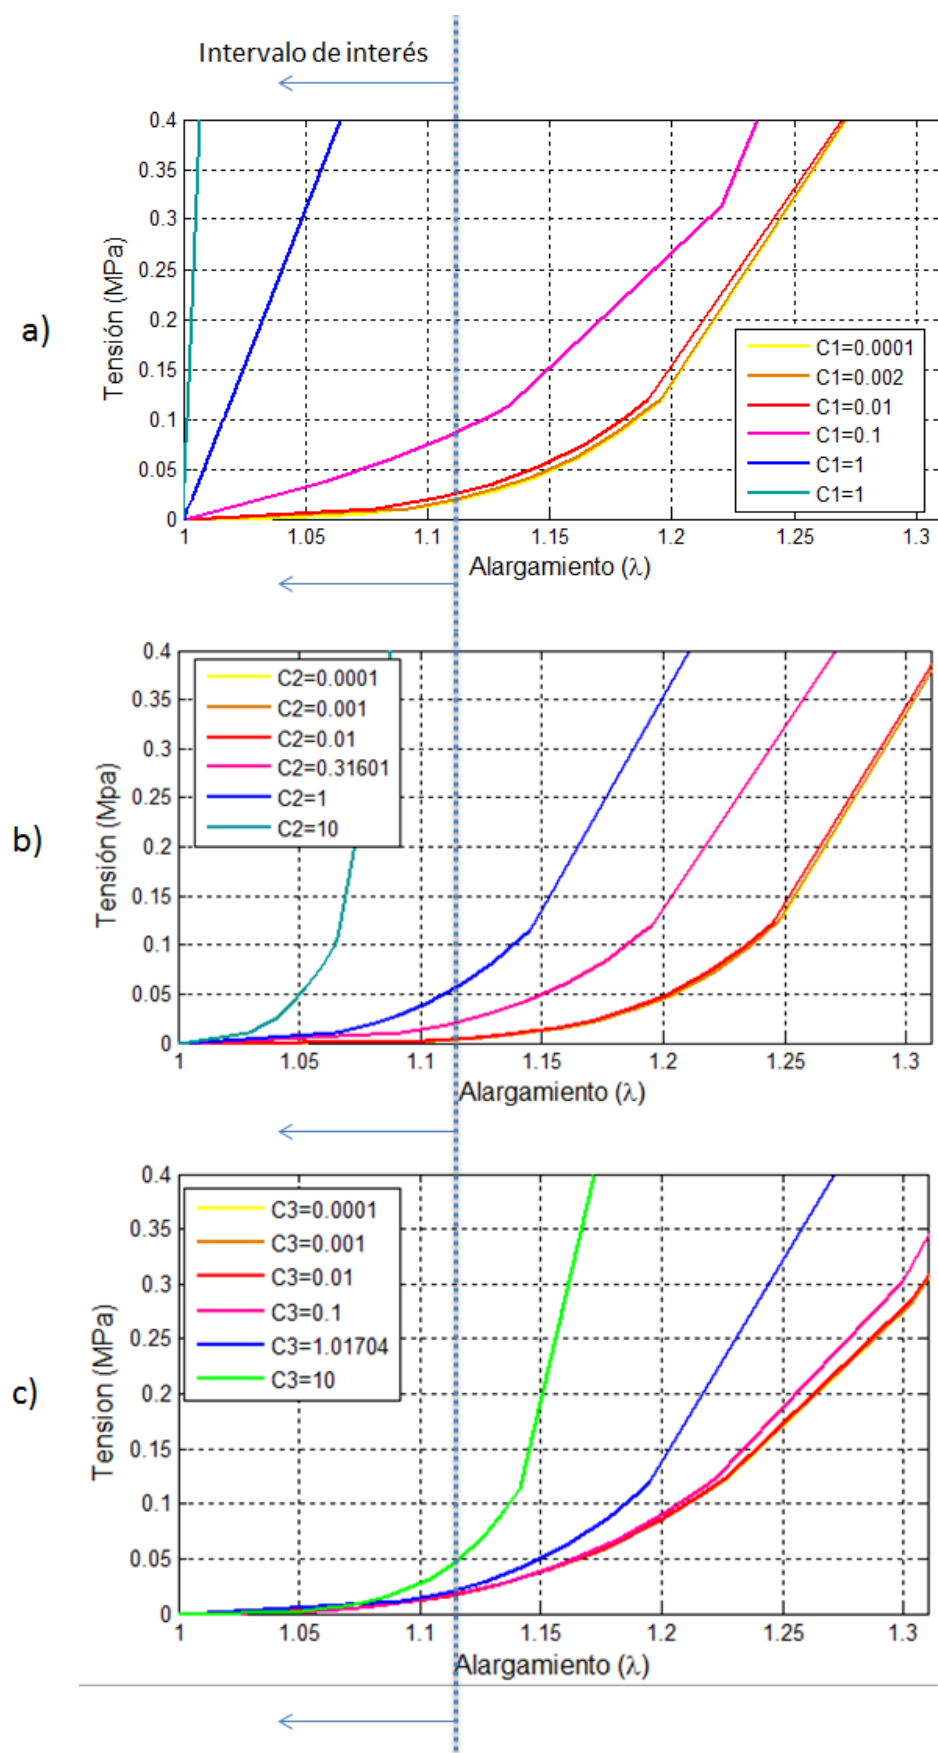 Intervalo de interés
a)
Tensión (MPa)
0.4
0.35
0.3
0.25
0.2
0.15
0.1
0.05
0
C1=0.0001
C1=0.002
C1=0.01
C1=0.1
C1=1
C1=1
1 1.05 1.1 1.15 1.2 1.25 1.3
Alargamiento (λ)
b)
Tensión (Mpa)
0.4
0.35
0.3
0.25
0.2
0.15
0.1
0.05
0
C2=0.0001
C2=0.001
C2=0.01
C2=0.31601
C2=1
C2=10
1 1.05 1.1 1.15 1.2 1.25 1.3
Alargamiento (λ)
c)
Tension (MPa)
0.4
0.35
0.3
0.25
0.2
0.15
0.1
0.05
0
C3=0.0001
C3=0.001
C3=0.01
C3=0.1
C3=1.01704
C3=10
1 1.05 1.1 1.15 1.2 1.25 1.3
Alargamiento (λ)